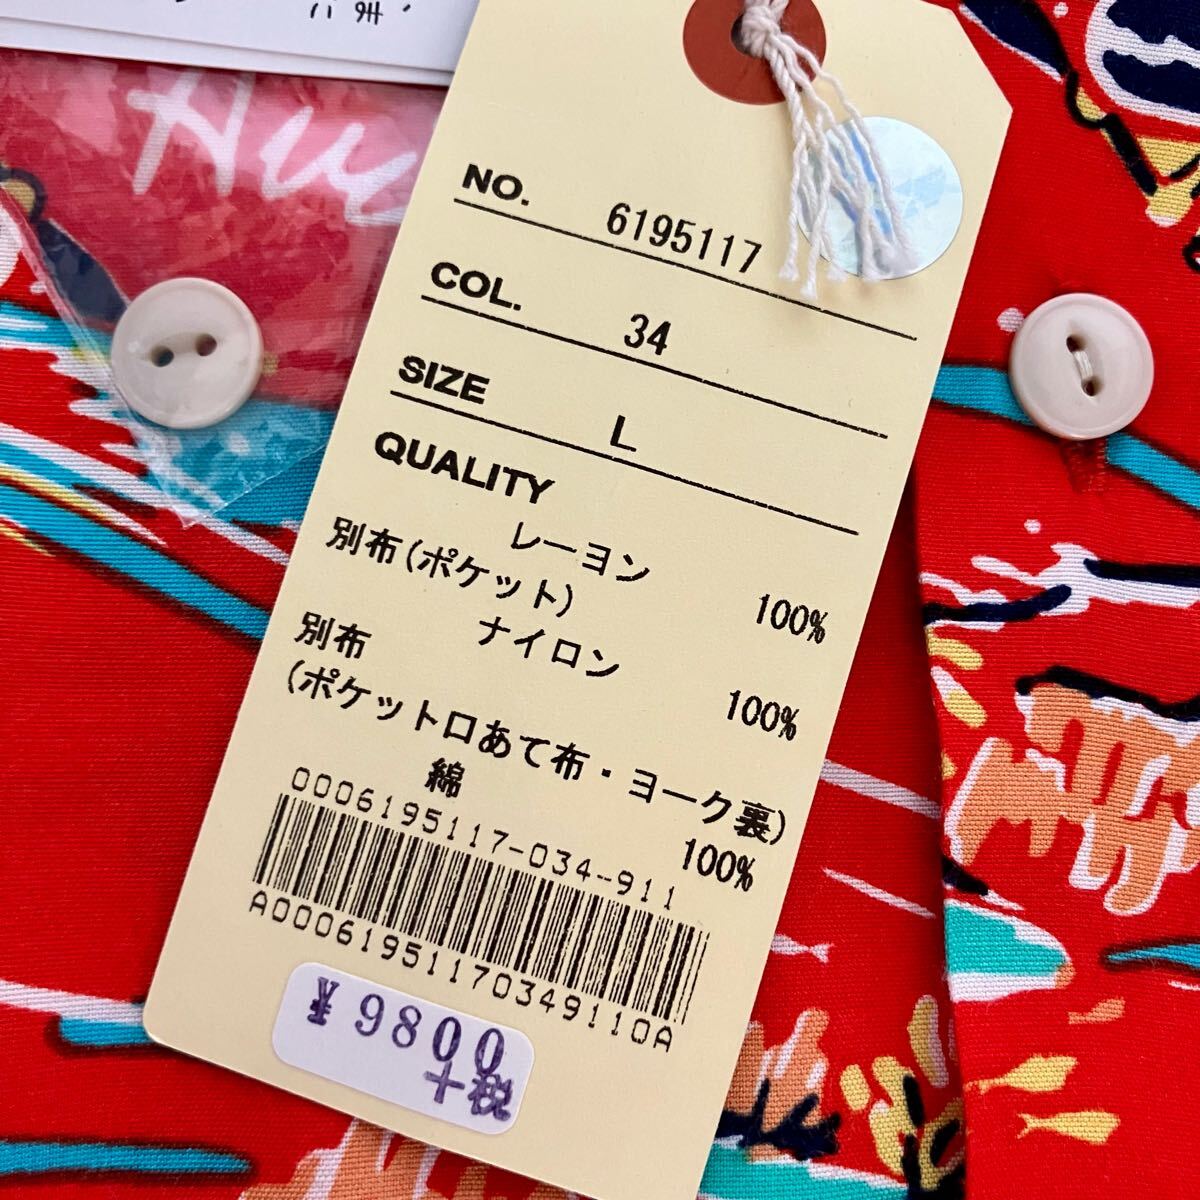 NO. 6195117
COL. 34
SIZE L
QUALITY
レーヨン 100%
別布(ポケット)
ナイロン 100%
別布
(ポケット口あて布・ヨーク裏)
綿 100%
0006195117-034-911
A00061951170349110A
¥9800
+税